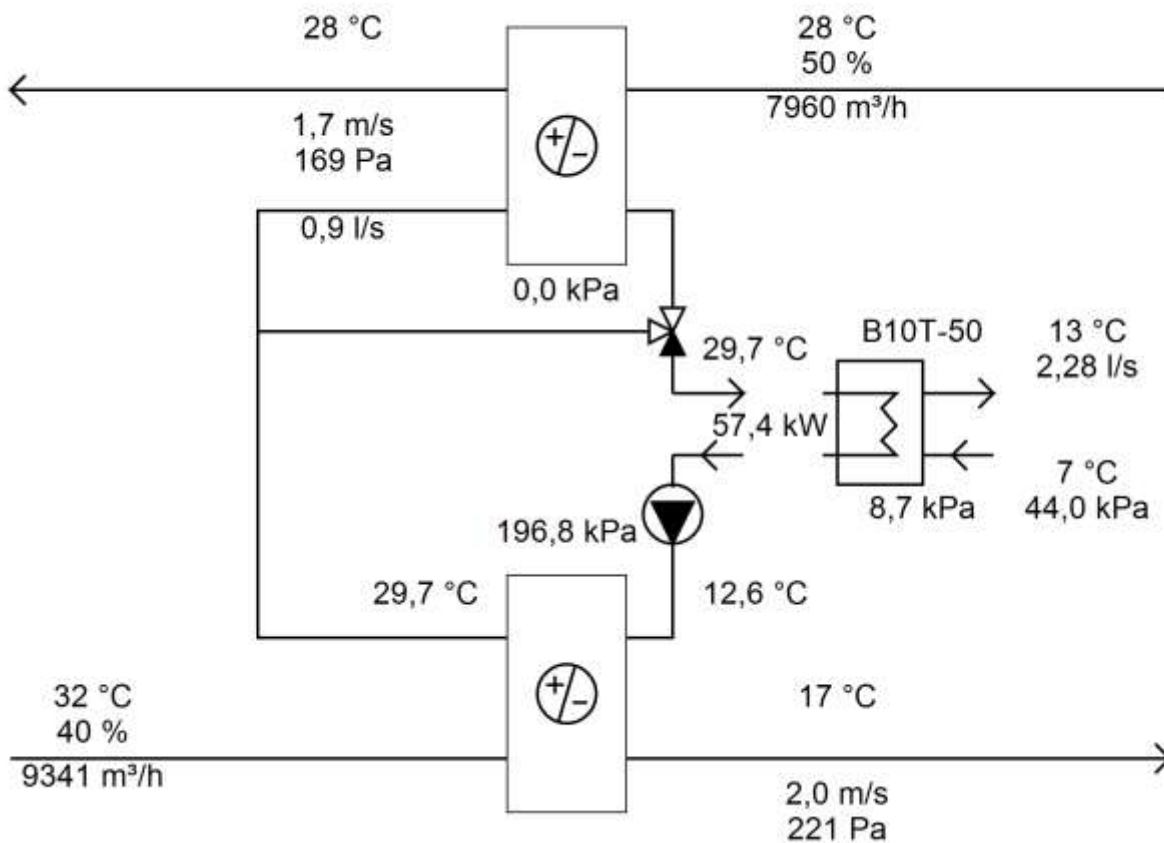 28 °C
28 °C
50 %
7960 m³/h
1,7 m/s
169 Pa
0,9 l/s
0,0 kPa
29,7 °C
B10T-50
13 °C
2,28 l/s
57,4 kW
8,7 kPa
7 °C
44,0 kPa
196,8 kPa
29,7 °C
12,6 °C
32 °C
40 %
9341 m³/h
17 °C
2,0 m/s
221 Pa